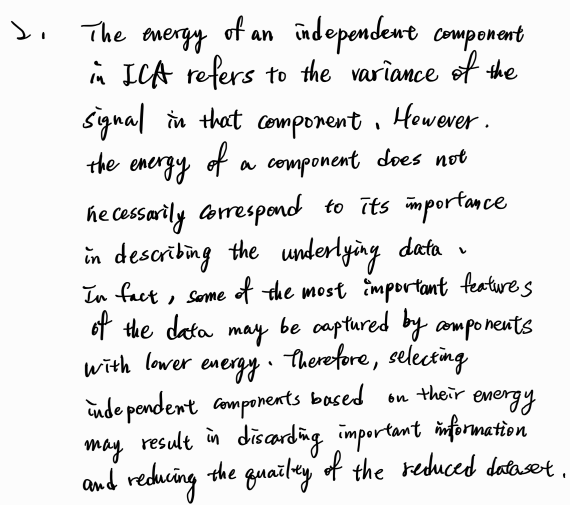 2. The energy of an independent component
in ICA refers to the variance of the
signal in that component. However.
the energy of a component does not
necessarily correspond to its importance
in describing the underlying data.
In fact, some of the most important features
of the data may be captured by components
with lower energy. Therefore, selecting
independent components based on their energy
may result in discarding important information
and reducing the quailty of the reduced dataset.